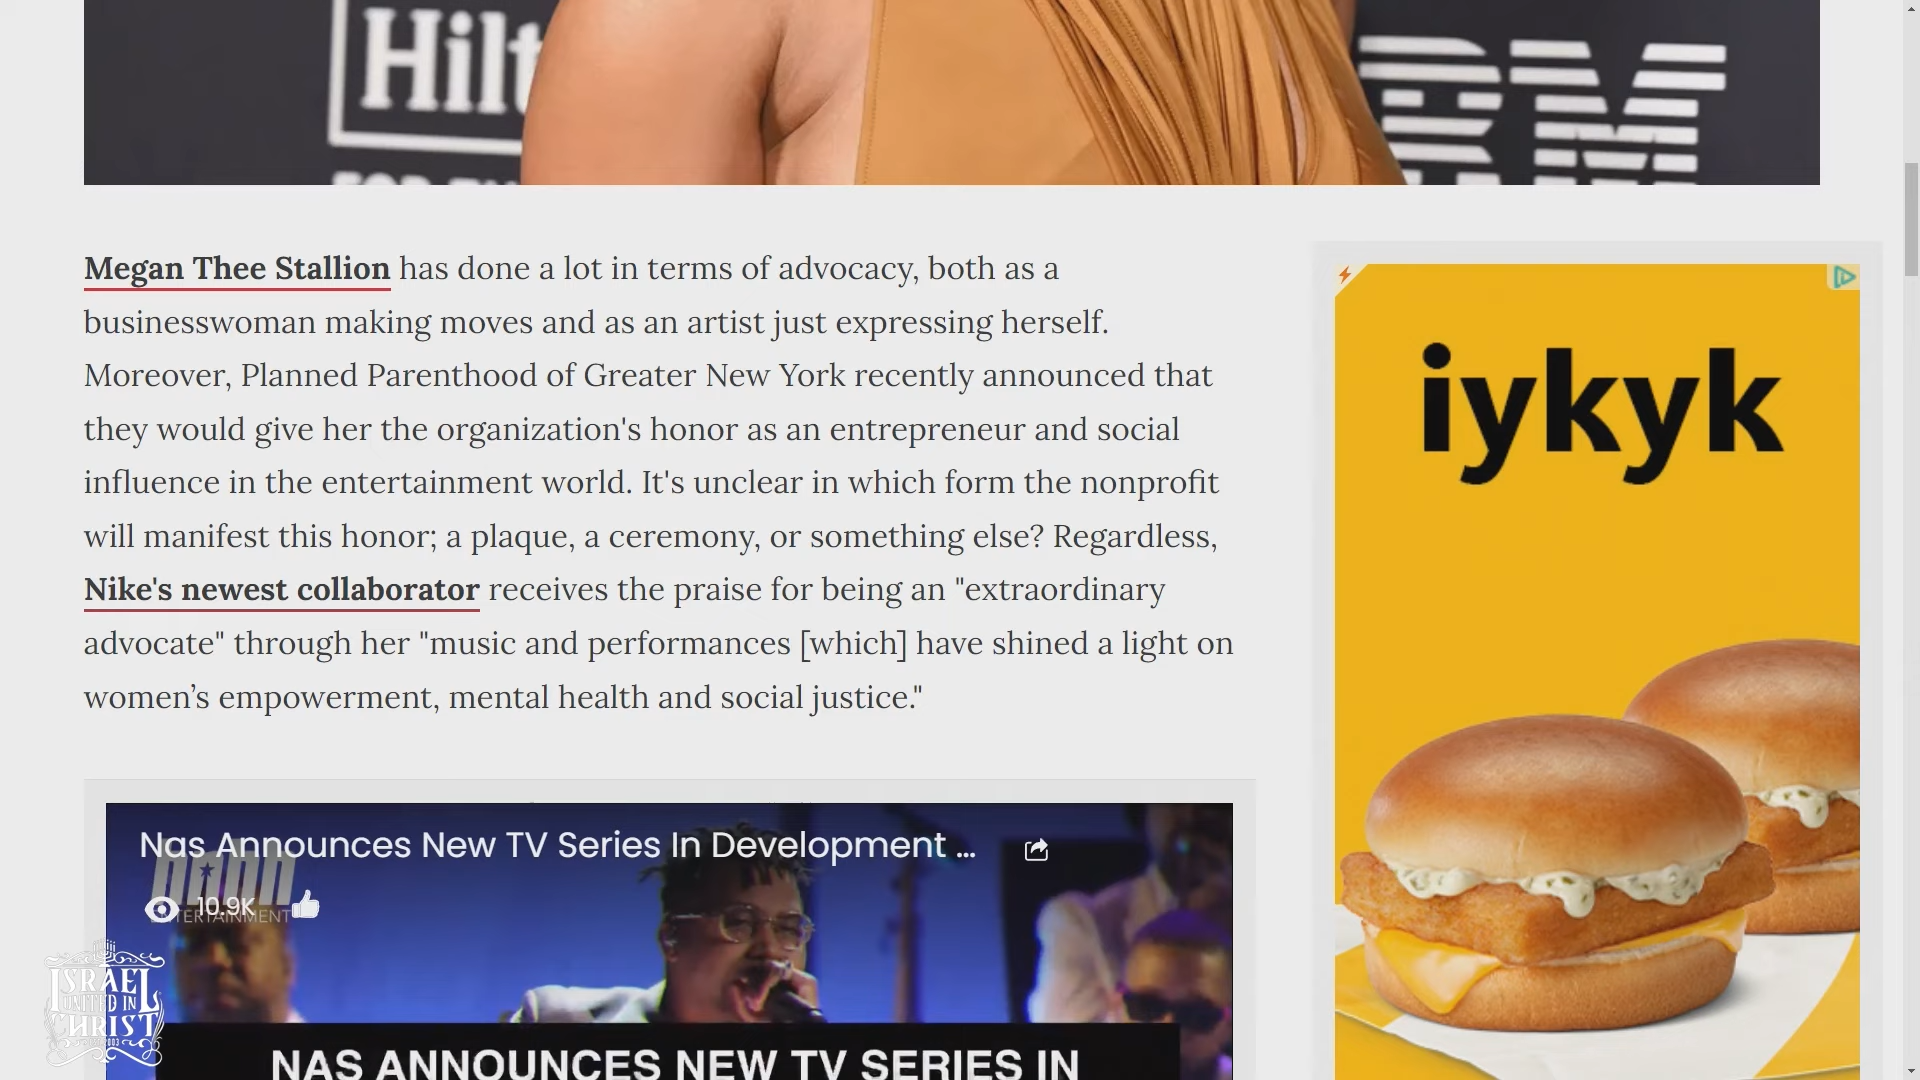 Hilt
IBM
Megan Thee Stallion has done a lot in terms of advocacy, both as a
businesswoman making moves and as an artist just expressing herself.
Moreover, Planned Parenthood of Greater New York recently announced that
they would give her the organization's honor as an entrepreneur and social
influence in the entertainment world. It's unclear in which form the nonprofit
will manifest this honor; a plaque, a ceremony, or something else? Regardless,
Nike's newest collaborator receives the praise for being an "extraordinary
advocate" through her "music and performances [which] have shined a light on
women’s empowerment, mental health and social justice."
iykyk
Nas Announces New TV Series In Development ...
10.9K
ENTERTAINMENT
NAS ANNOUNCES NEW TV SERIES IN
ISRAEL
UNITED IN
CHRIST